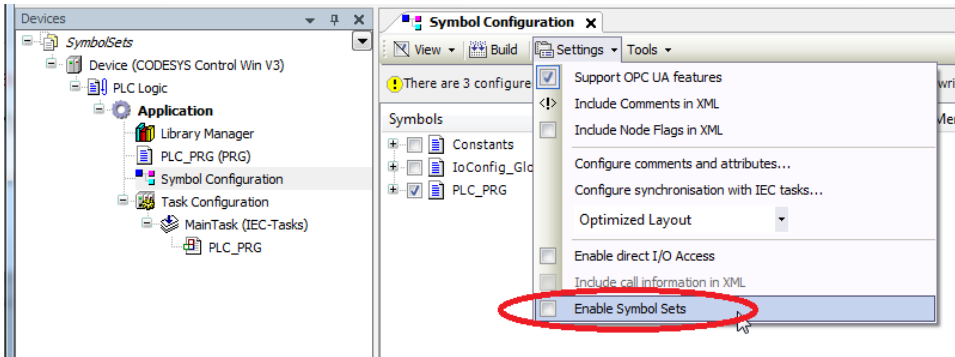 Devices
SymbolSets
Device (CODESYS Control Win V3)
PLC Logic
Application
Library Manager
PLC_PRG (PRG)
Symbol Configuration
Task Configuration
MainTask (IEC-Tasks)
PLC_PRG
Symbol Configuration
View
Build
Settings
Tools
There are 3 configure
Symbols
Constants
IoConfig_Glo
PLC_PRG
Support OPC UA features
Include Comments in XML
Include Node Flags in XML
Configure comments and attributes...
Configure synchronisation with IEC tasks...
Optimized Layout
Enable direct I/O Access
Include call information in XML
Enable Symbol Sets